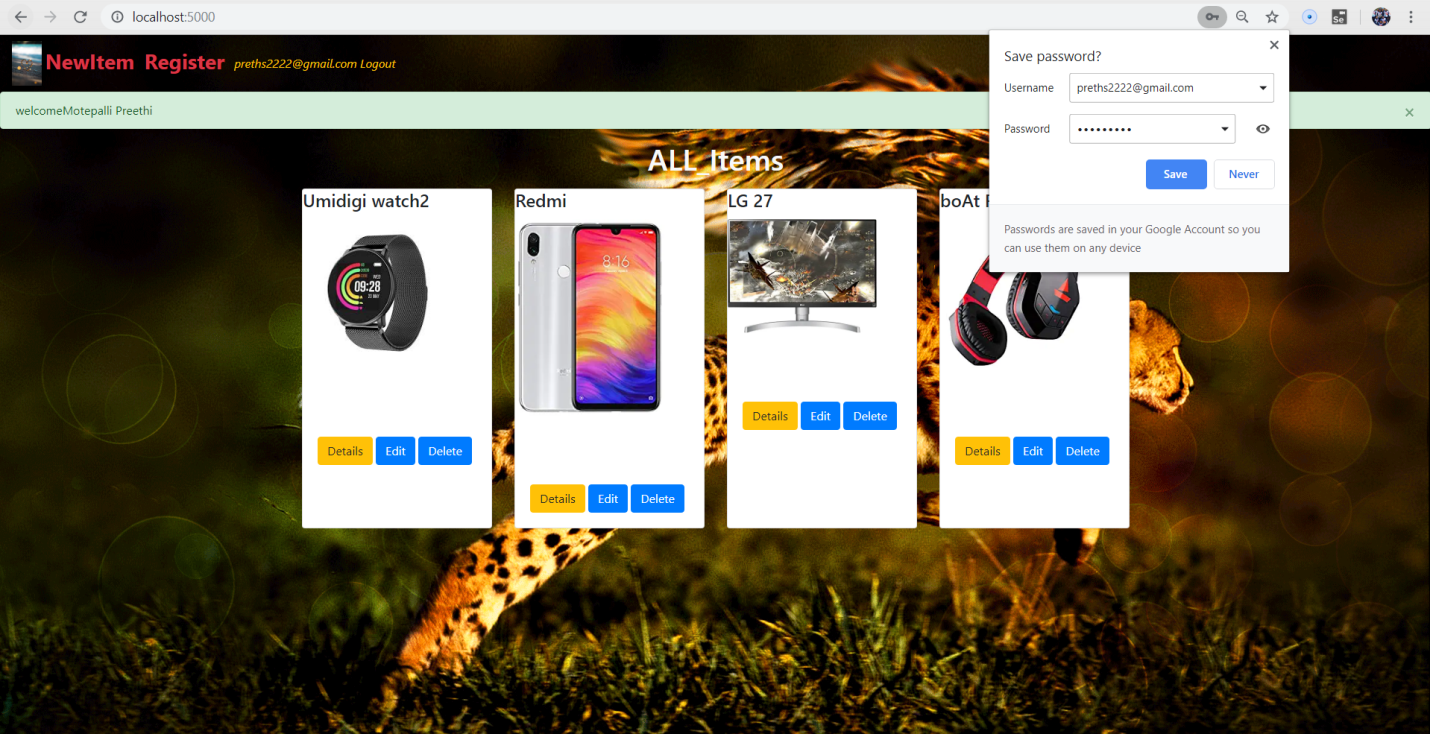 localhost:5000
NewItem Register preths2222@gmail.com Logout
welcomeMotepalli Preethi
×
Save password?
Username preths2222@gmail.com
Password •••••••••
Save Never
Passwords are saved in your Google Account so you
can use them on any device
ALL_Items
Umidigi watch2
09:28
Details Edit Delete
Redmi
8:16
Details Edit Delete
LG 27
Details Edit Delete
boAt
Details Edit Delete